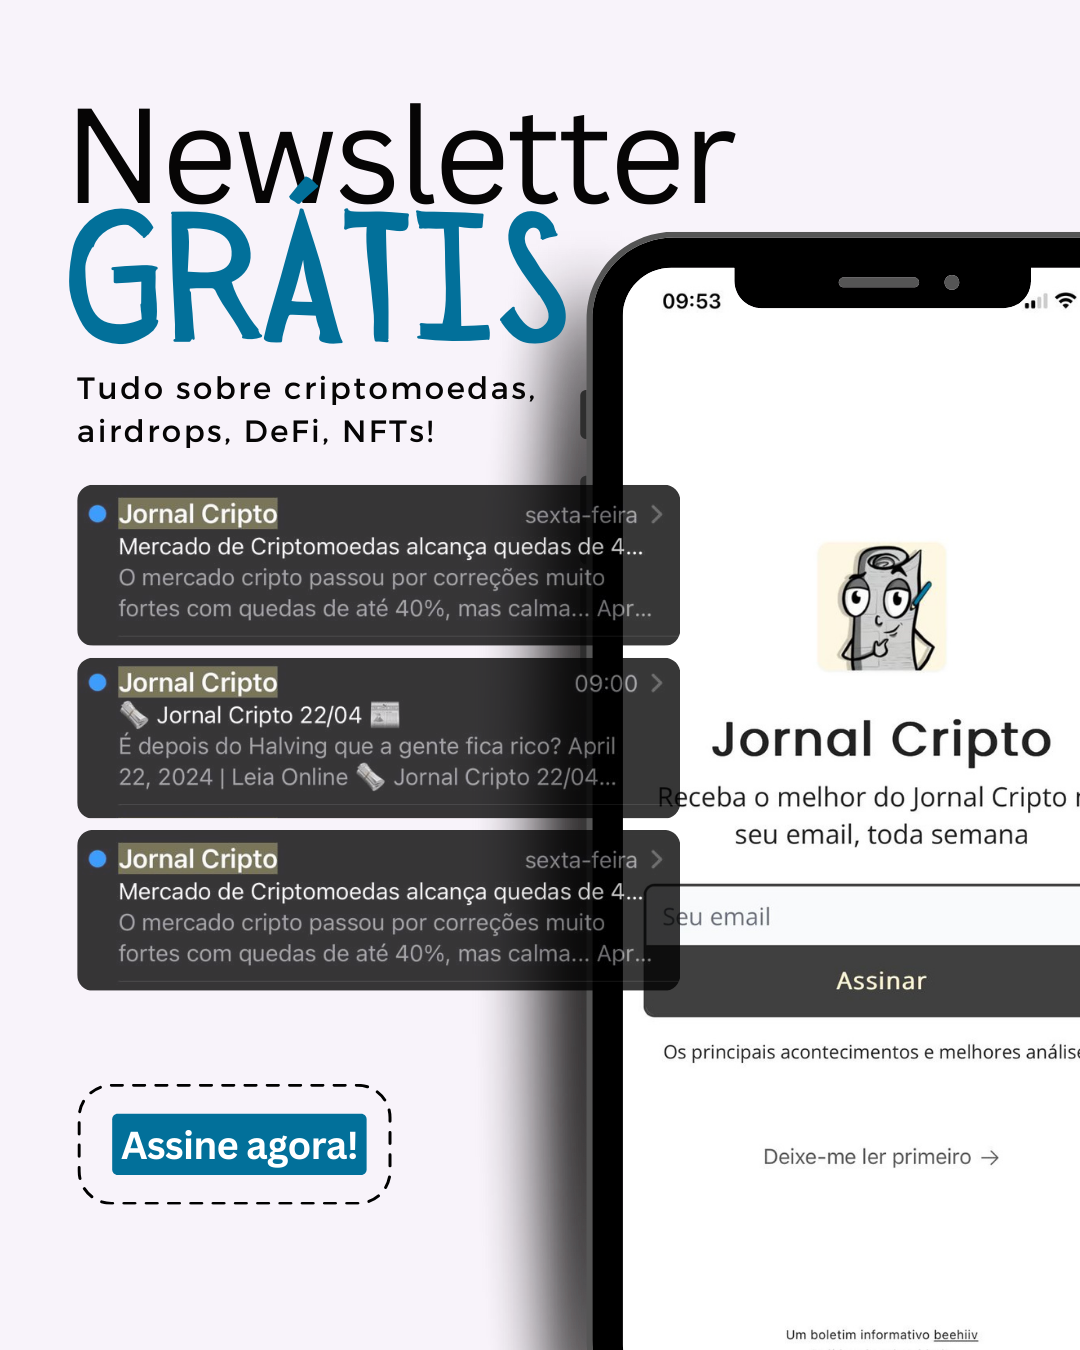 Newsletter
GRÁTIS
Tudo sobre criptomoedas,
airdrops, DeFi, NFTs!
Jornal Cripto sexta-feira
Mercado de Criptomoedas alcança quedas de 4...
O mercado cripto passou por correções muito
fortes com quedas de até 40%, mas calma... Apr...
Jornal Cripto 09:00
🗞️ Jornal Cripto 22/04 📰
É depois do Halving que a gente fica rico? April
22, 2024 | Leia Online 🗞️ Jornal Cripto 22/04...
Jornal Cripto sexta-feira
Mercado de Criptomoedas alcança quedas de 4...
O mercado cripto passou por correções muito
fortes com quedas de até 40%, mas calma... Apr...
Assine agora!
09:53
Jornal Cripto
Receba o melhor do Jornal Cripto
seu email, toda semana
Seu email
Assinar
Os principais acontecimentos e melhores análise
Deixe-me ler primeiro →
Um boletim informativo beehiiv